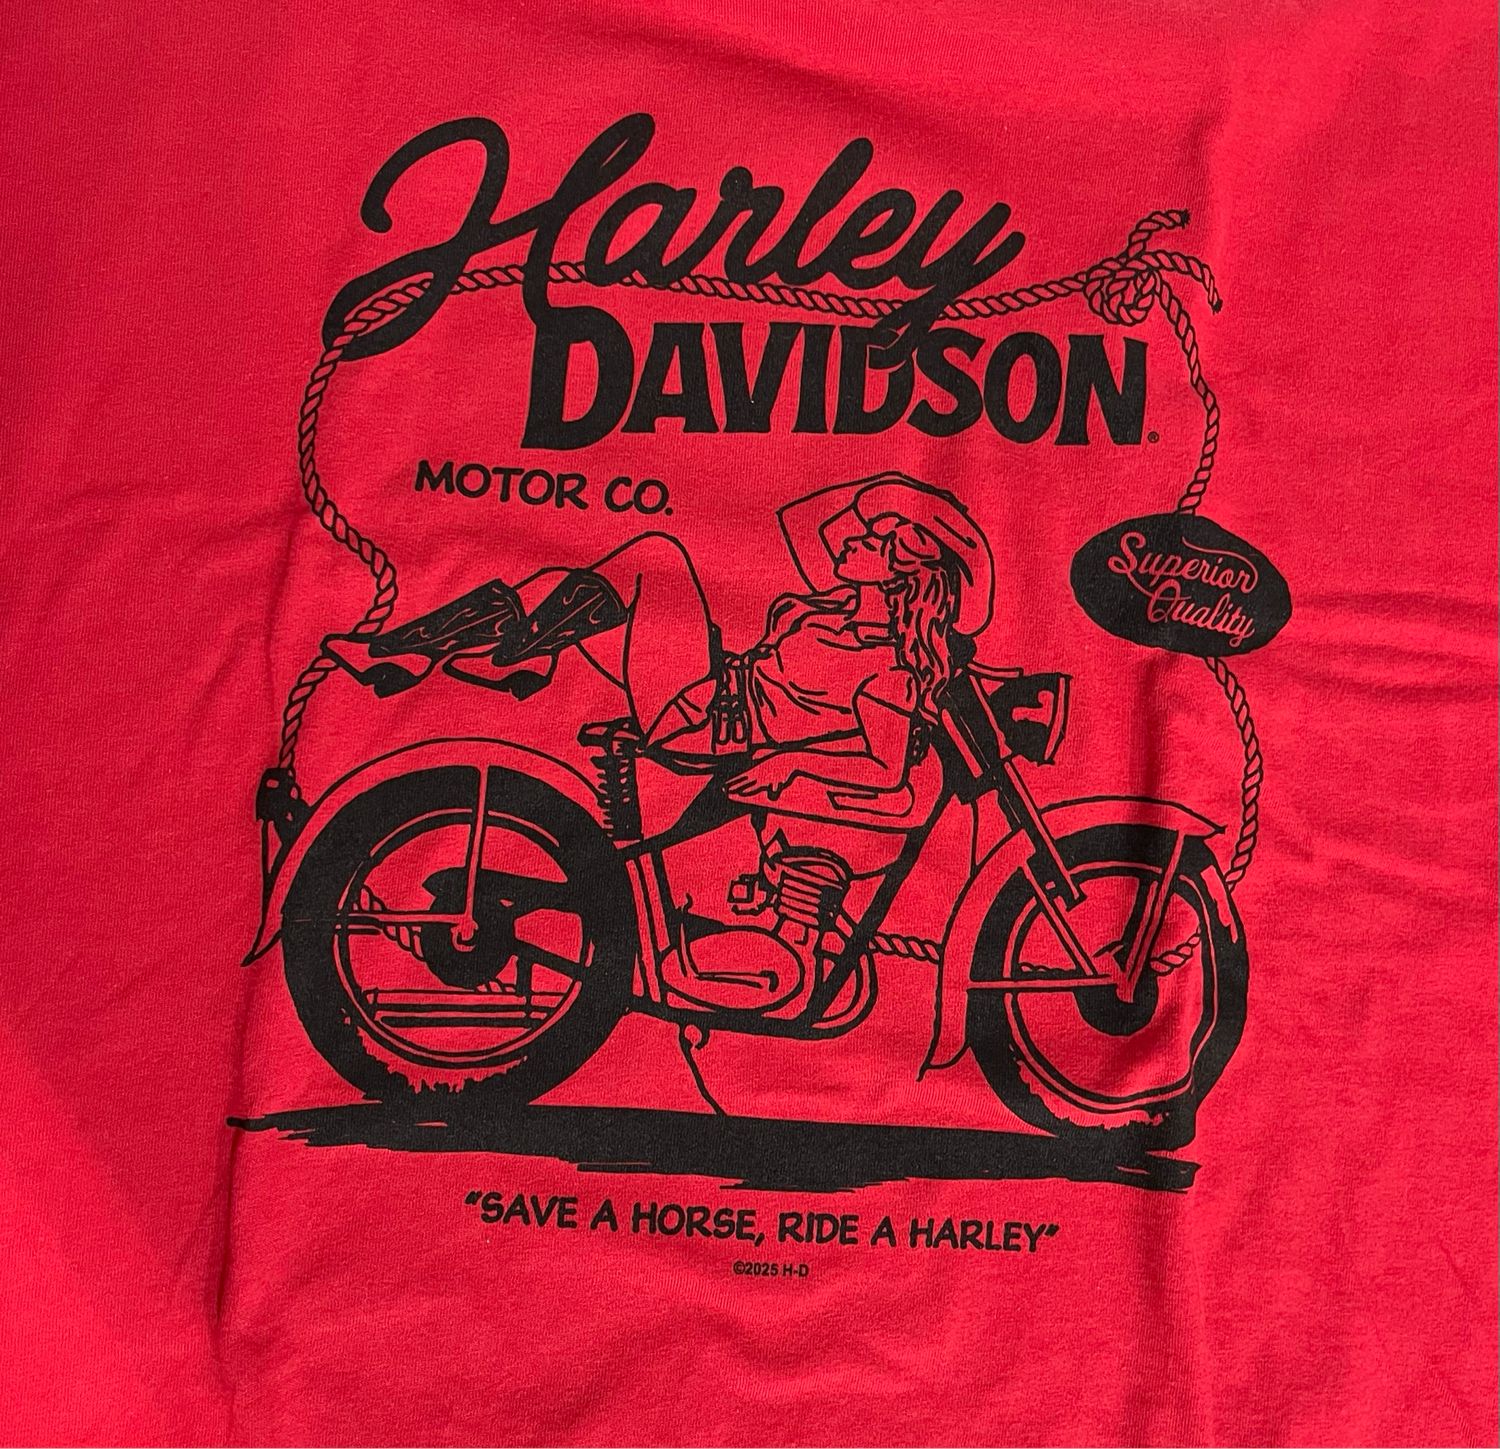 Harley
DAVIDSON®
MOTOR CO.
Superior
Quality
"SAVE A HORSE, RIDE A HARLEY"
©2025 H-D